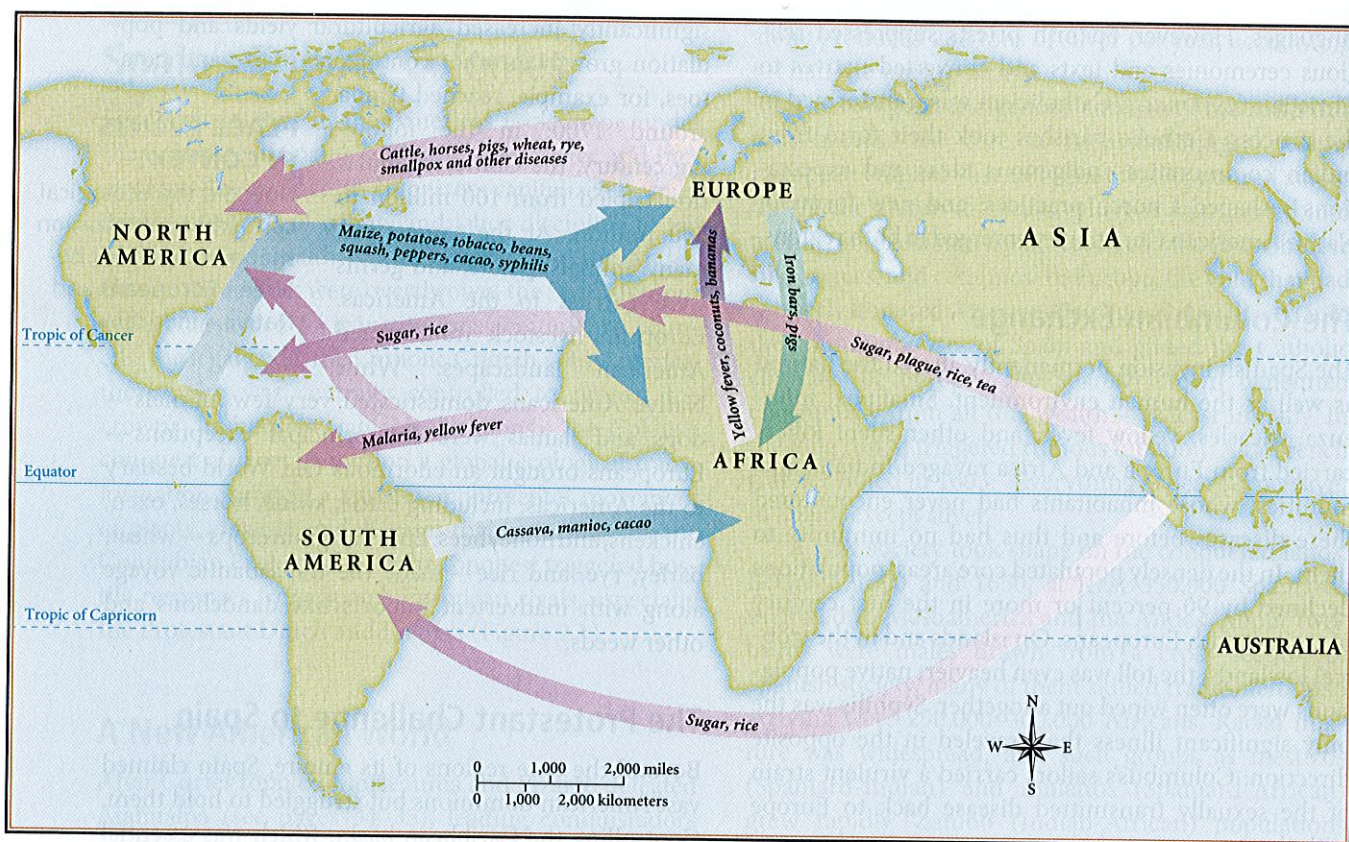 Cattle, horses, pigs, wheat, rye,
smallpox and other diseases
EUROPE
NORTH
AMERICA
ASIA
Maize, potatoes, tobacco, beans,
squash, peppers, cacao, syphilis
Yellow fever, coconuts, bananas
Iron bars, pigs
Tropic of Cancer
Sugar, rice
Sugar, plague, rice, tea
Malaria, yellow fever
AFRICA
Equator
Cassava, manioc, cacao
SOUTH
AMERICA
Tropic of Capricorn
AUSTRALIA
Sugar, rice
N
W
E
S
0 1,000 2,000 miles
0 1,000 2,000 kilometers